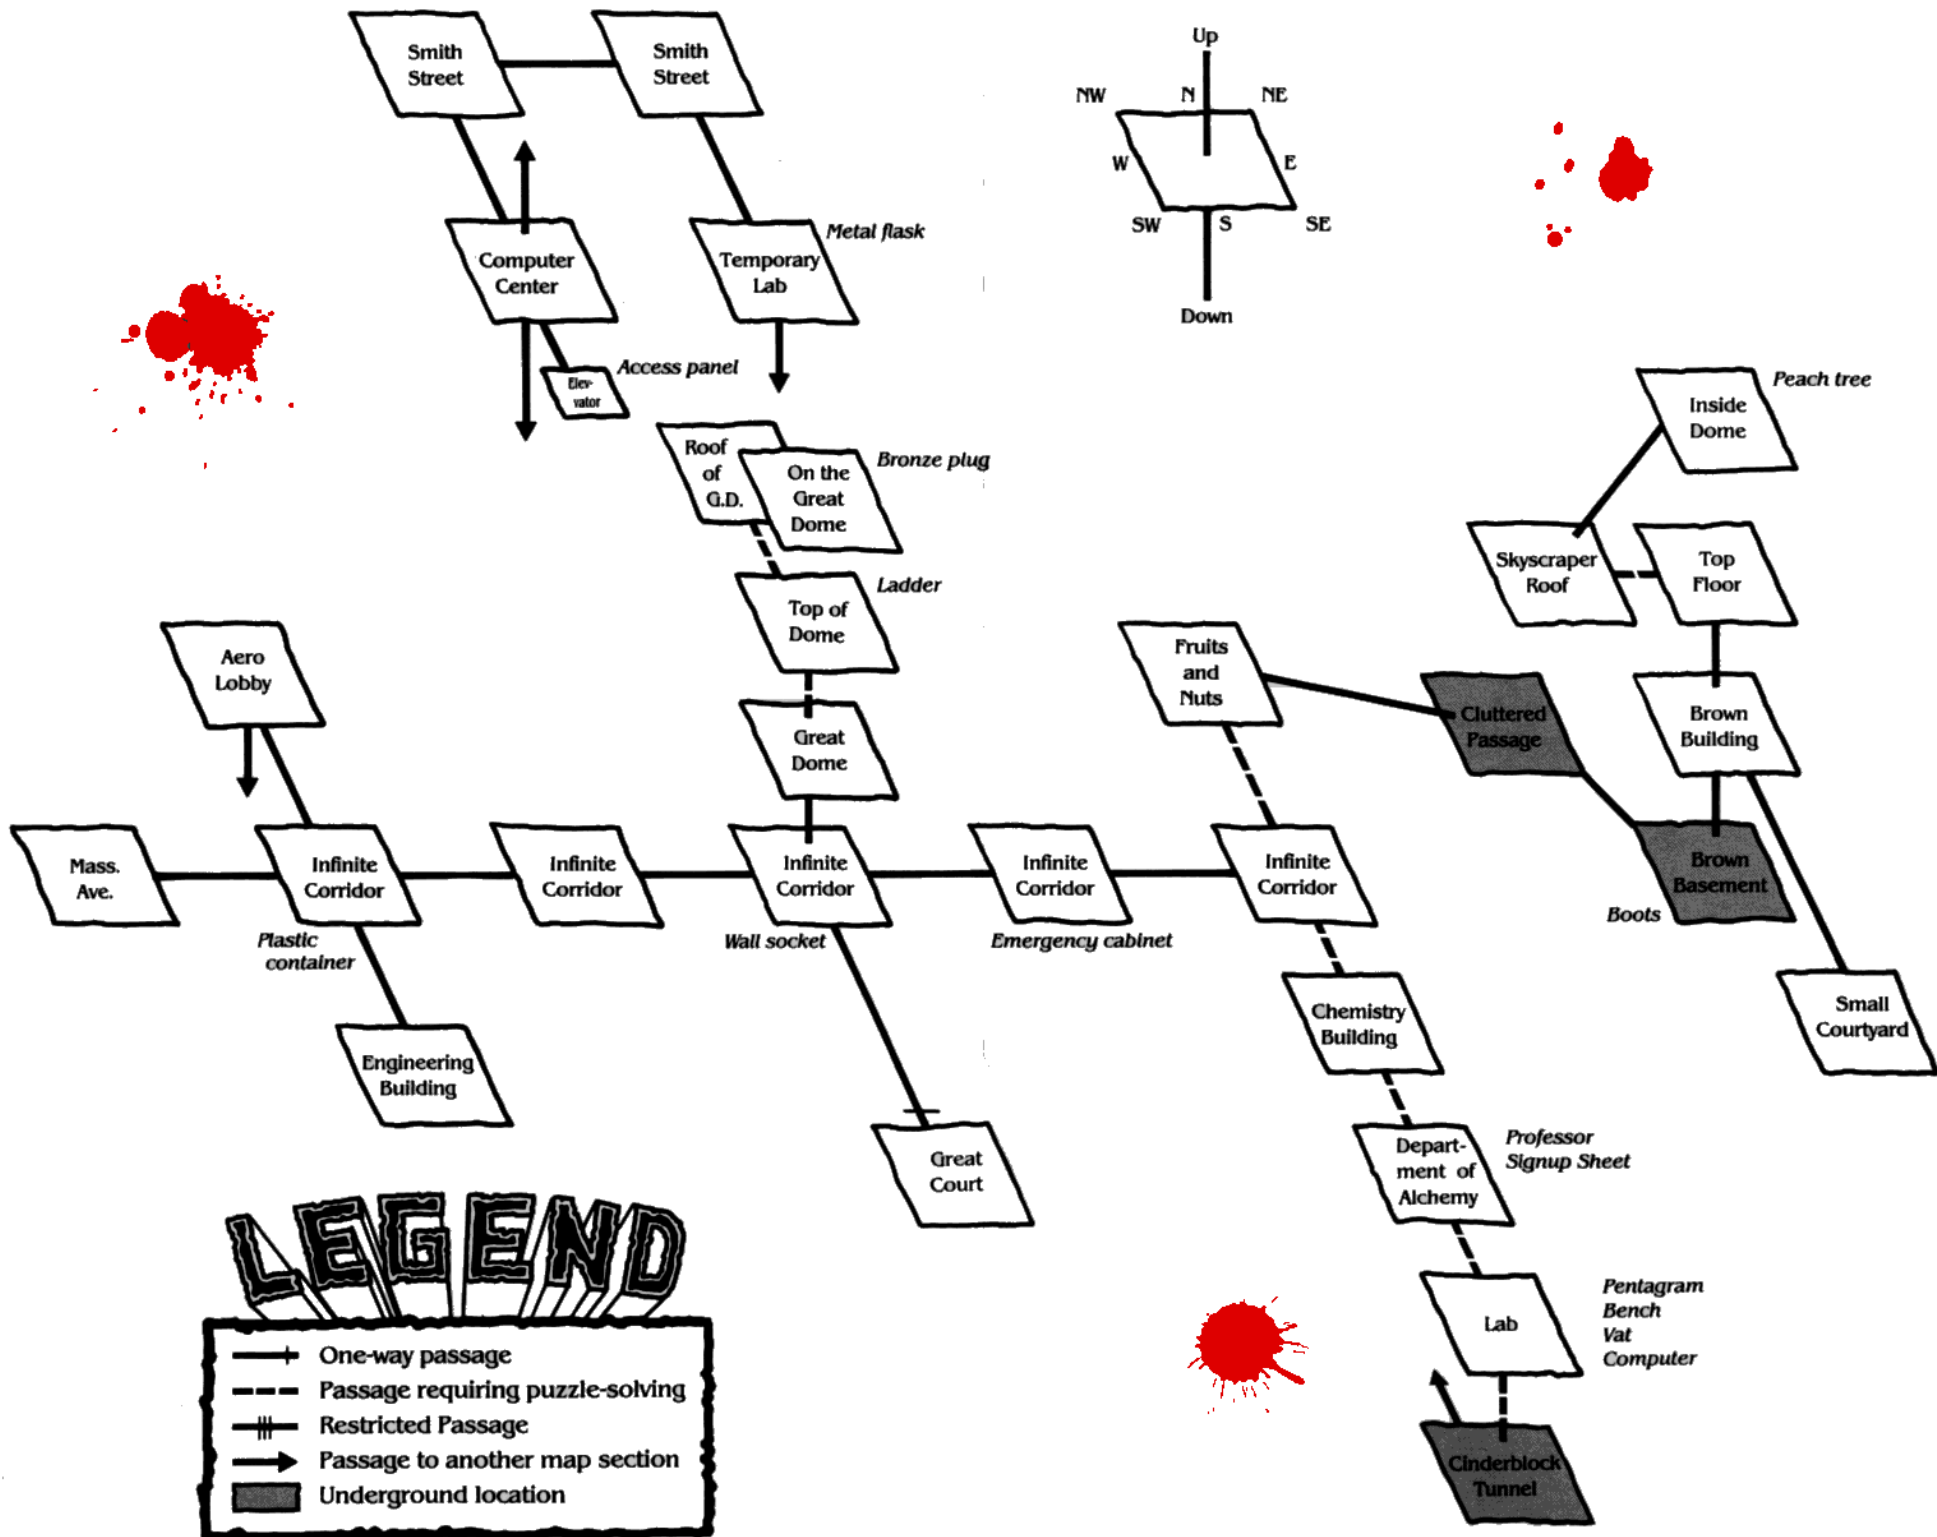 Smith
Street
Smith
Street
Up
NW
N
NE
W
E
SW
S
SE
Down
Computer
Center
Temporary
Lab
Metal flask
Elev-
vator
Access panel
Roof
of
G.D.
On the
Great
Dome
Bronze plug
Inside
Dome
Peach tree
Skyscraper
Roof
Top
Floor
Top of
Dome
Ladder
Aero
Lobby
Great
Dome
Fruits
and
Nuts
Cluttered
Passage
Brown
Building
Mass.
Ave.
Infinite
Corridor
Plastic
container
Infinite
Corridor
Infinite
Corridor
Wall socket
Infinite
Corridor
Emergency cabinet
Infinite
Corridor
Brown
Basement
Boots
Engineering
Building
Great
Court
Chemistry
Building
Small
Courtyard
Depart-
ment of
Alchemy
Professor
Signup Sheet
Lab
Pentagram
Bench
Vat
Computer
Cinderblock
Tunnel
LEGEND
One-way passage
Passage requiring puzzle-solving
Restricted Passage
Passage to another map section
Underground location